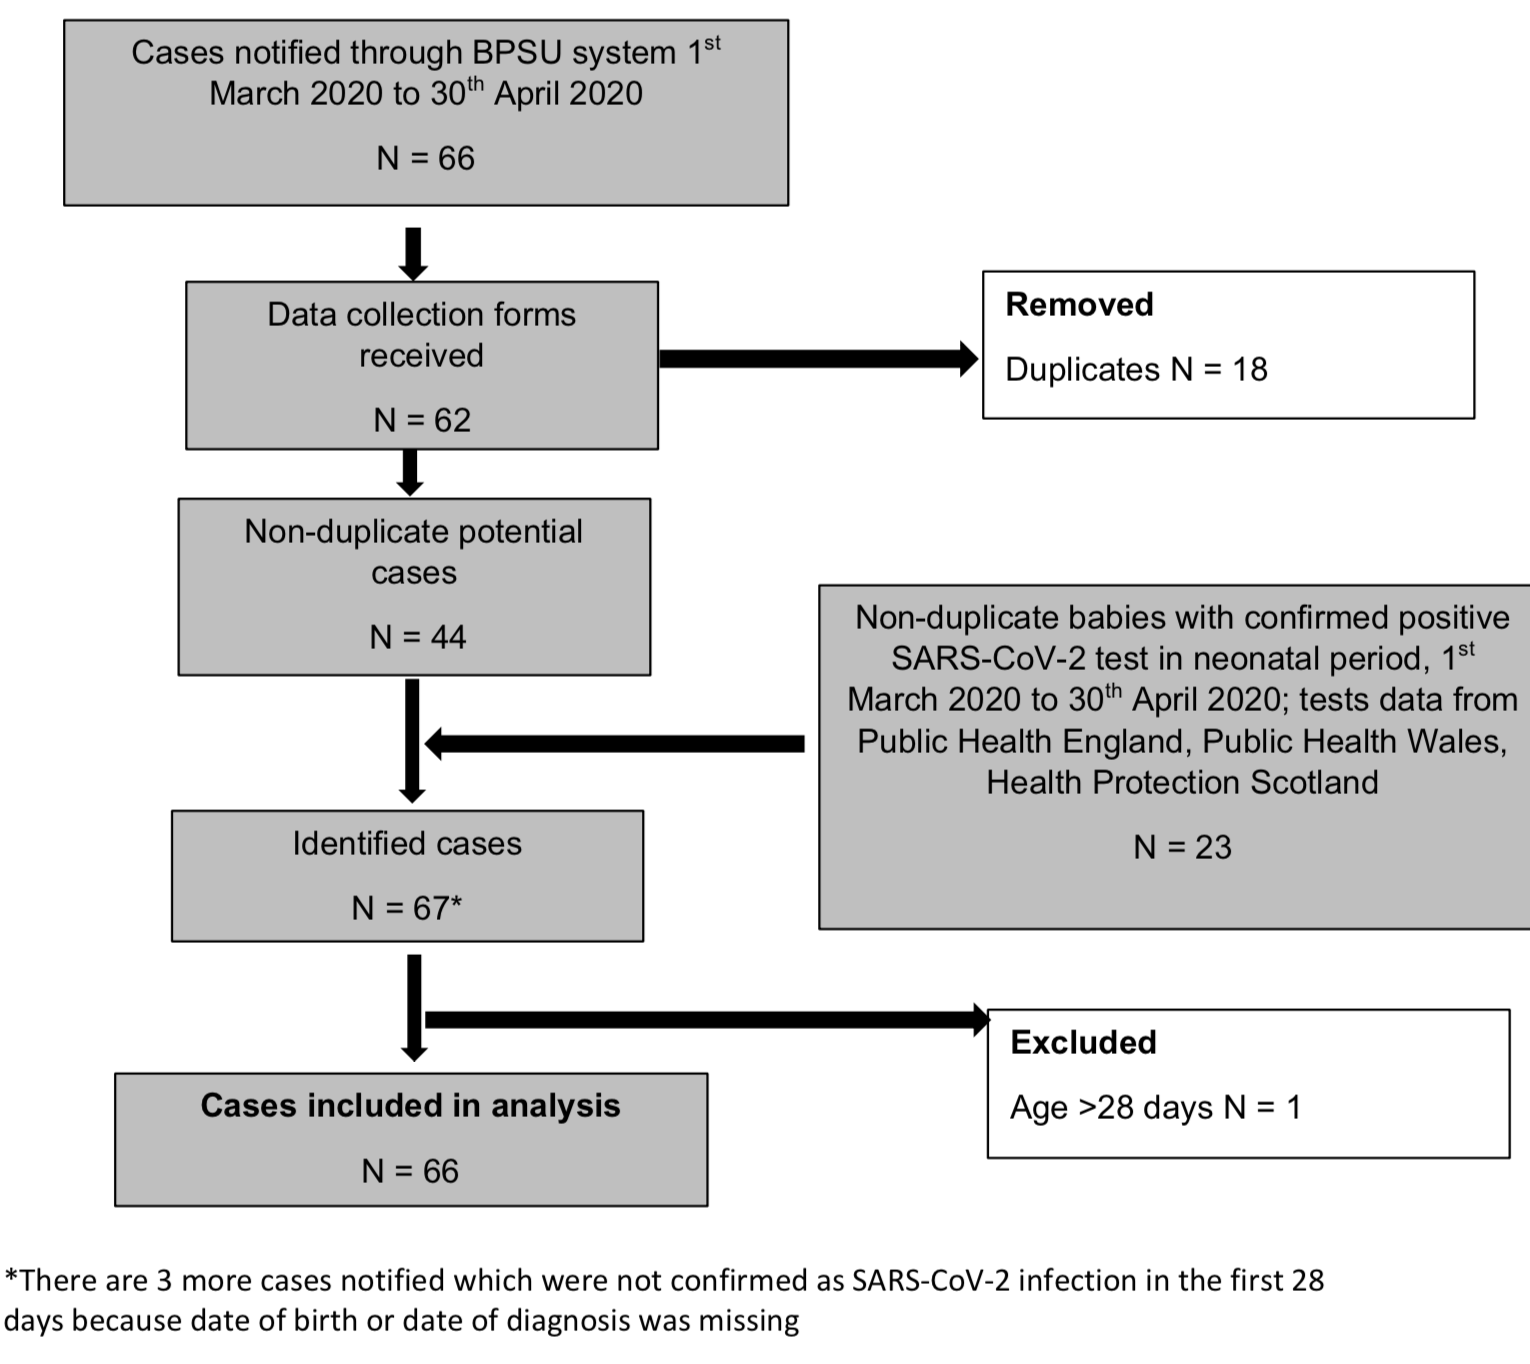 Cases notified through BPSU system 1st
March 2020 to 30th April 2020
N = 66
Data collection forms
received
N = 62
Removed
Duplicates N = 18
Non-duplicate potential
cases
N = 44
Non-duplicate babies with confirmed positive
SARS-CoV-2 test in neonatal period, 1st
March 2020 to 30th April 2020; tests data from
Public Health England, Public Health Wales,
Health Protection Scotland
N = 23
Identified cases
N = 67*
Excluded
Age >28 days N = 1
Cases included in analysis
N = 66
*There are 3 more cases notified which were not confirmed as SARS-CoV-2 infection in the first 28
days because date of birth or date of diagnosis was missing